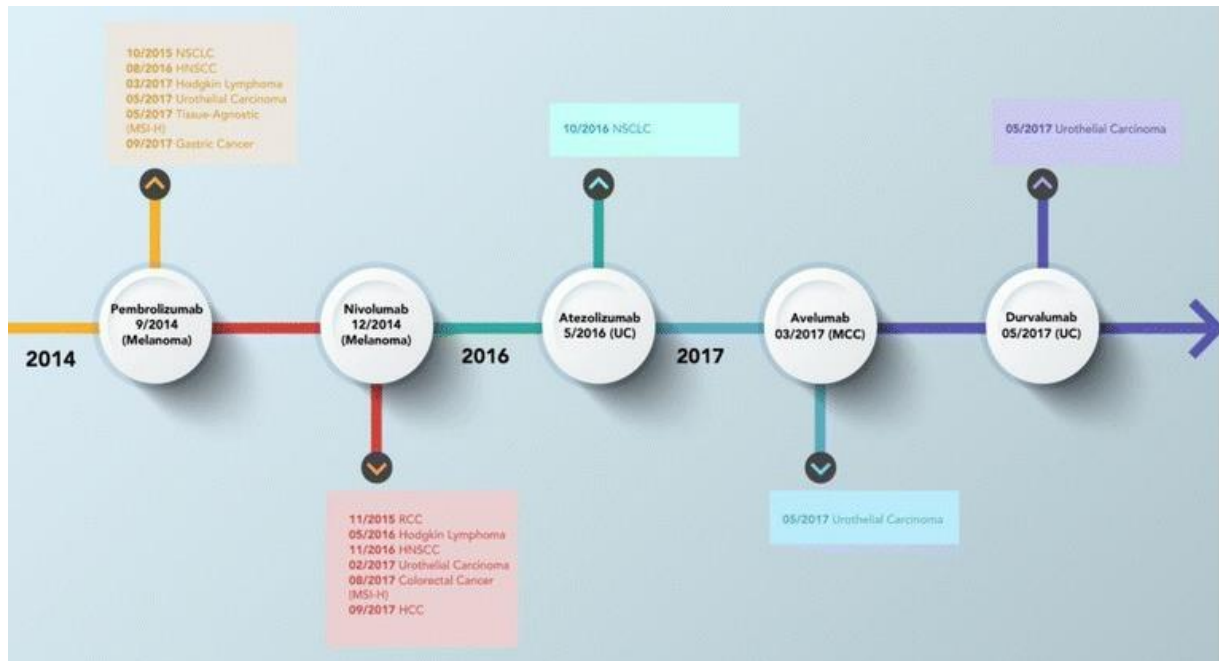 10/2015 NSCLC
08/2016 HNSCC
03/2017 Hodgkin Lymphoma
05/2017 Urothelial Carcinoma
05/2017 Tissue-Agnostic
(MSI-H)
09/2017 Gastric Cancer
10/2016 NSCLC
05/2017 Urothelial Carcinoma
Pembrolizumab
9/2014
(Melanoma)
Nivolumab
12/2014
(Melanoma)
Atezolizumab
5/2016 (UC)
Avelumab
03/2017 (MCC)
Durvalumab
05/2017 (UC)
2014
2016
2017
11/2015 RCC
05/2016 Hodgkin Lymphoma
11/2016 HNSCC
02/2017 Urothelial Carcinoma
08/2017 Colorectal Cancer
(MSI-H)
09/2017 HCC
05/2017 Urothelial Carcinoma